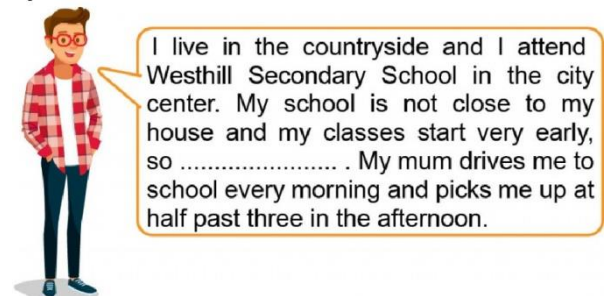 I live in the countryside and I attend
Westhill Secondary School in the city
center. My school is not close to my
house and my classes start very early,
so ....................... . My mum drives me to
school every morning and picks me up at
half past three in the afternoon.